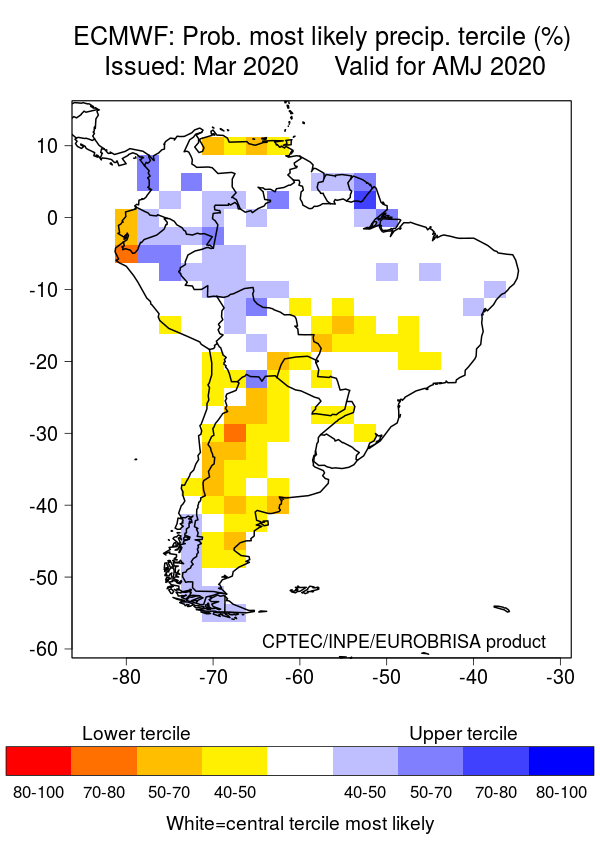 ECMWF: Prob. most likely precip. tercile (%)
Issued: Mar 2020 Valid for AMJ 2020
10
0
-10
-20
-30
-40
-50
-60
CPTEC/INPE/EUROBRISA product
-80 -70 -60 -50 -40 -30
Lower tercile Upper tercile
80-100 70-80 50-70 40-50 40-50 50-70 70-80 80-100
White=central tercile most likely